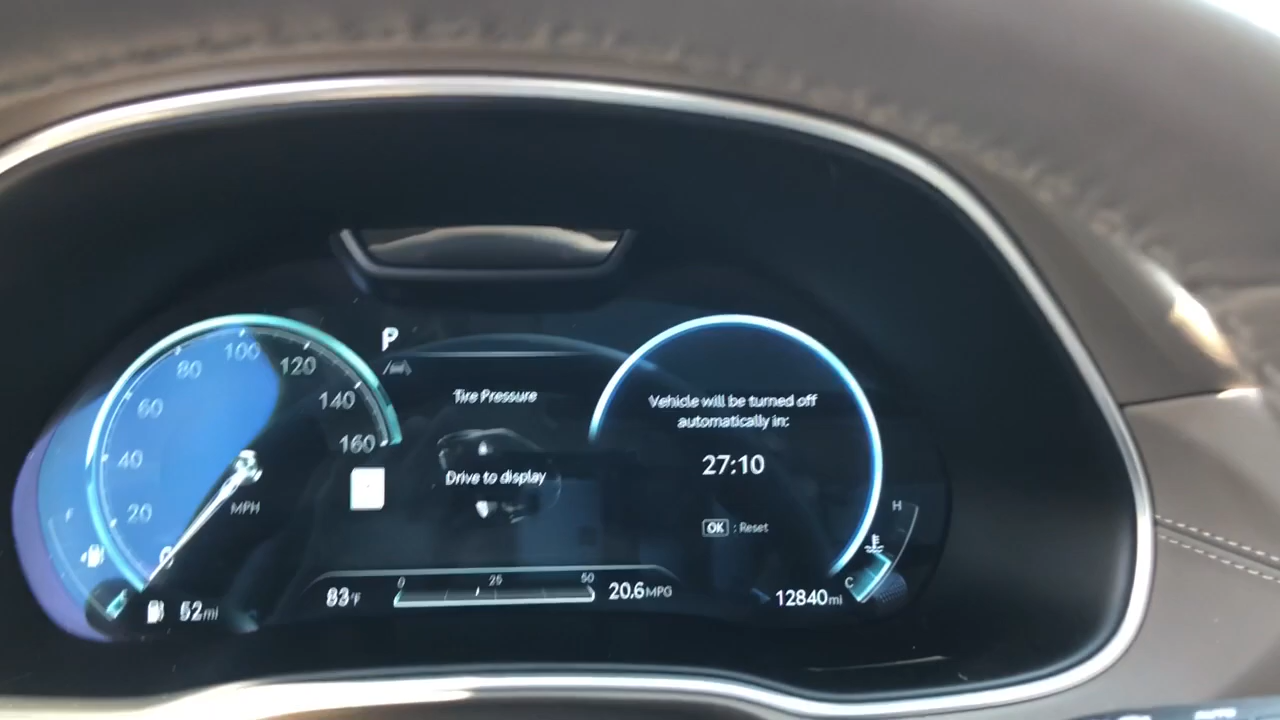 P
100
80
120
60
140
160
40
20
0
MPH
F
Tire Pressure
Drive to display
Vehicle will be turned off
automatically in:
27:10
OK : Reset
H
C
52mi
83°F
0 25 50
20.6MPG
12840mi